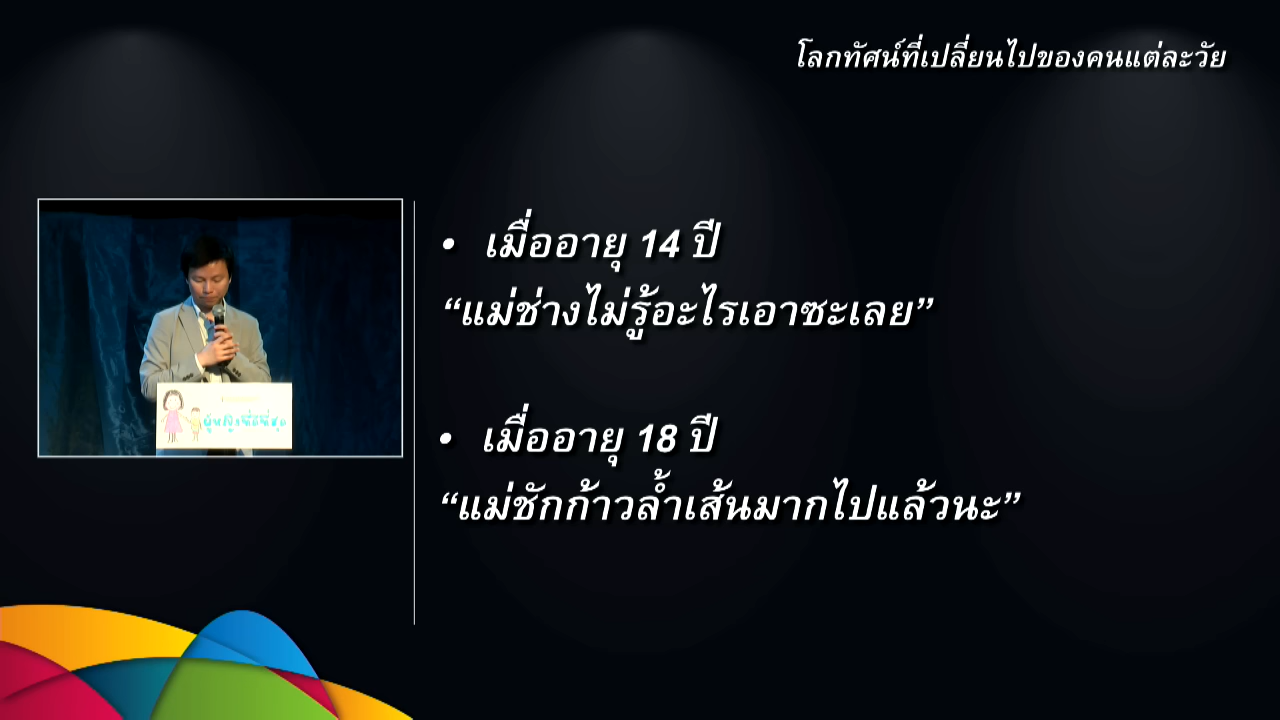 โลกทัศน์ที่เปลี่ยนไปของคนแต่ละวัย
• เมื่ออายุ 14 ปี
“แม่ช่างไม่รู้อะไรเอาซะเลย”
• เมื่ออายุ 18 ปี
“แม่ชักก้าวล้ำเส้นมากไปแล้วนะ”